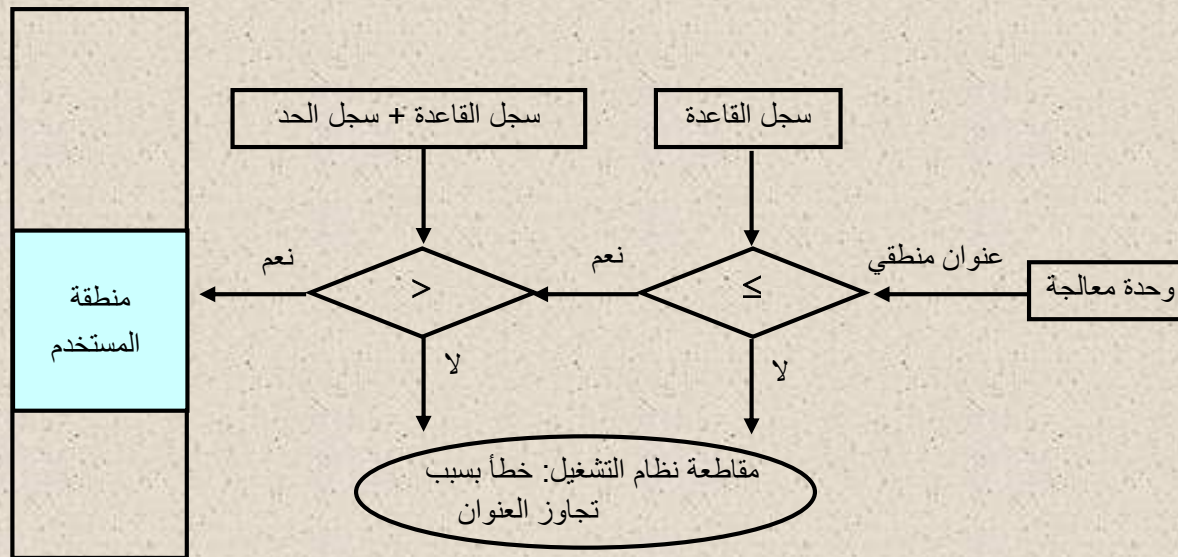 سجل القاعدة
سجل القاعدة + سجل الحد
عنوان منطقي
وحدة معالجة
≤
نعم
>
نعم
منطقة
المستخدم
لا
لا
مقاطعة نظام التشغيل: خطأ بسبب
تجاوز العنوان